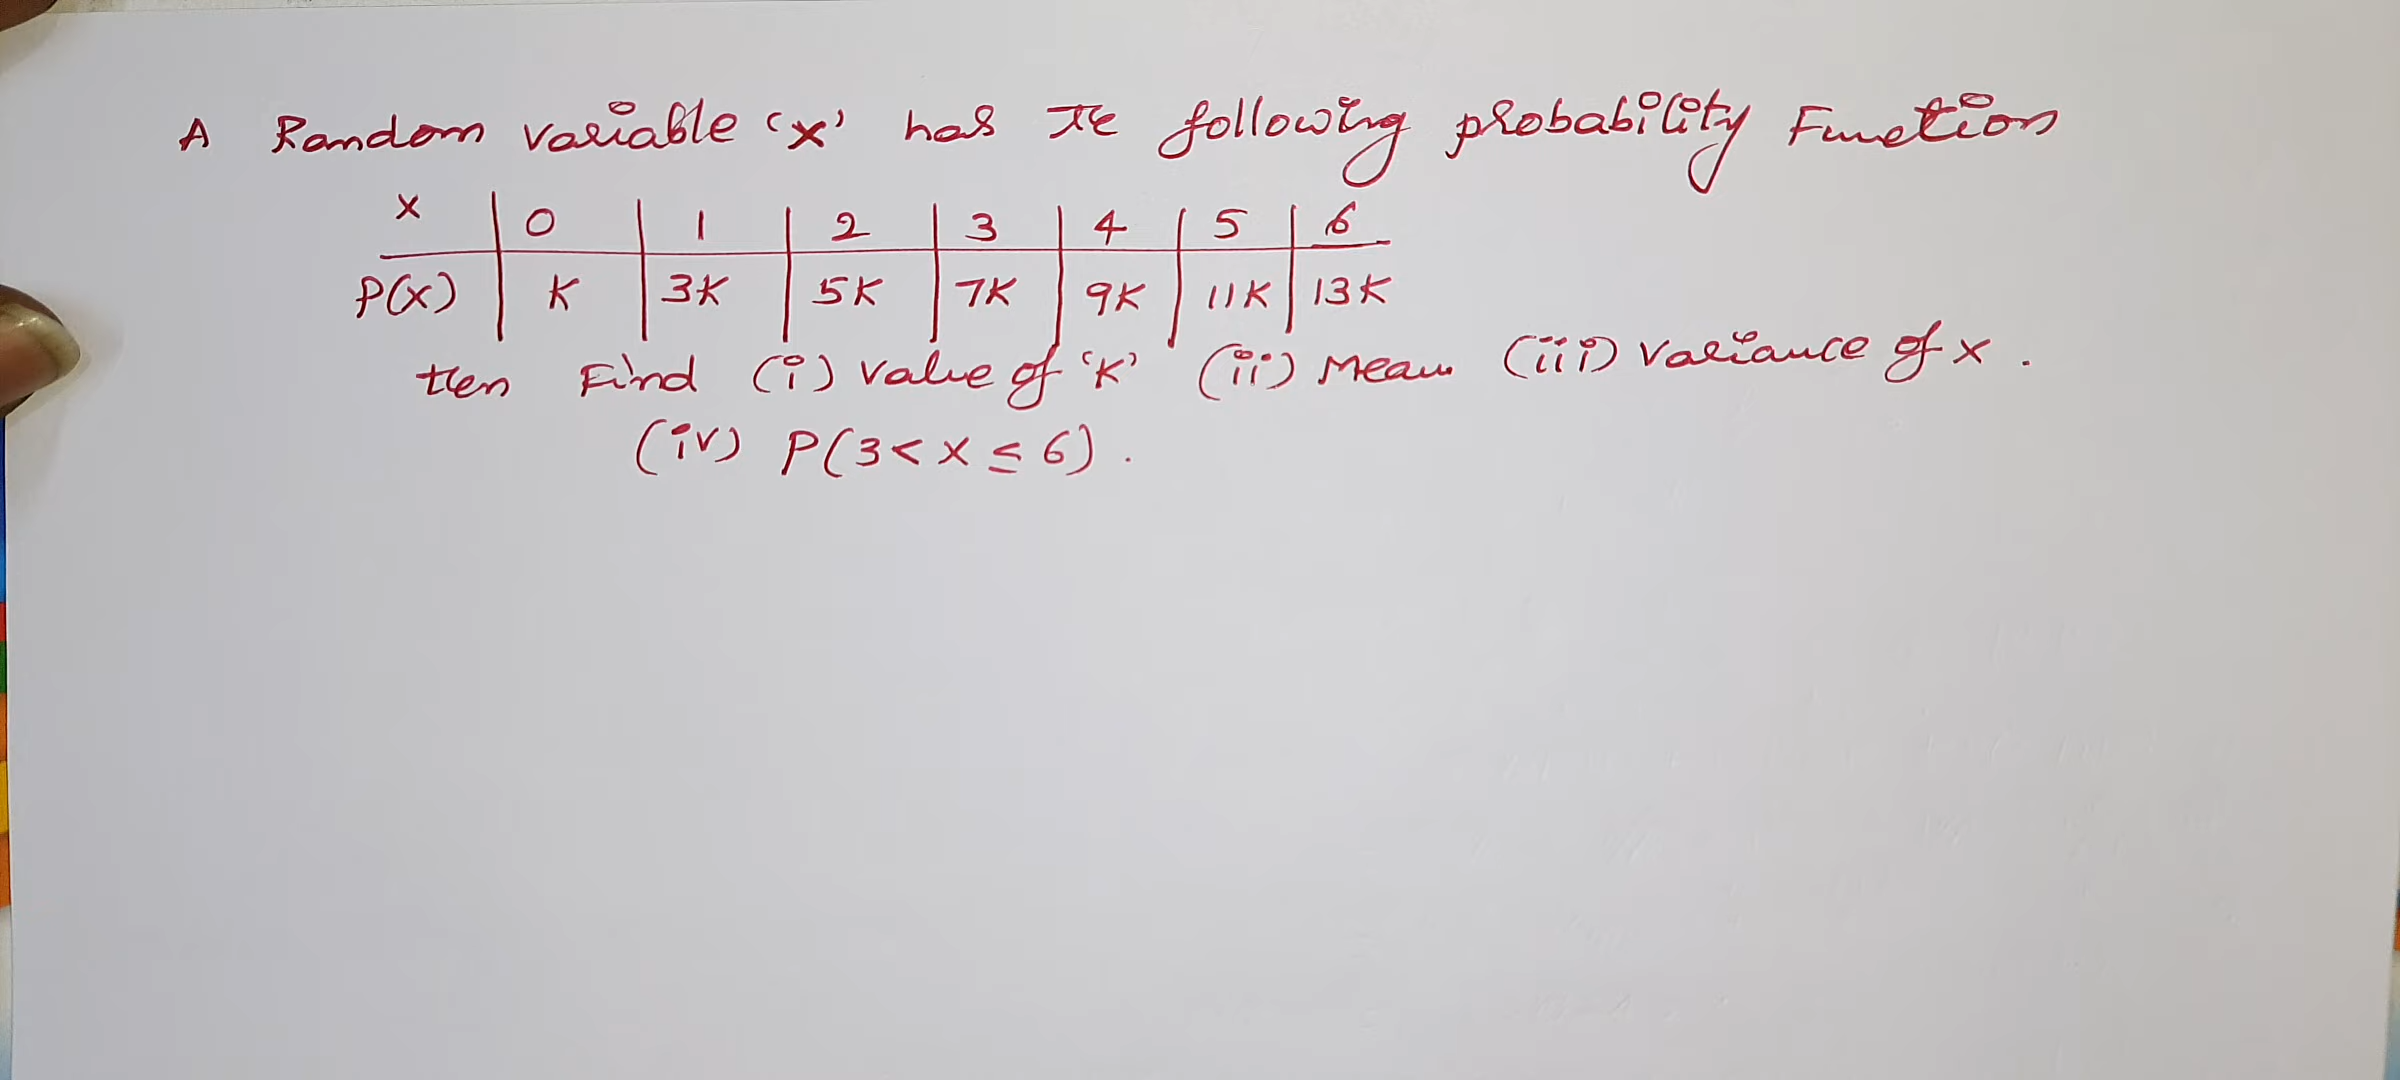 A Random variable 'x' has the following probability Function
x | 0 | 1 | 2 | 3 | 4 | 5 | 6
P(x) | K | 3K | 5K | 7K | 9K | 11K | 13K
then Find (i) value of 'K' (ii) Mean (iii) variance of x.
(iv) P(3 < x ≤ 6).